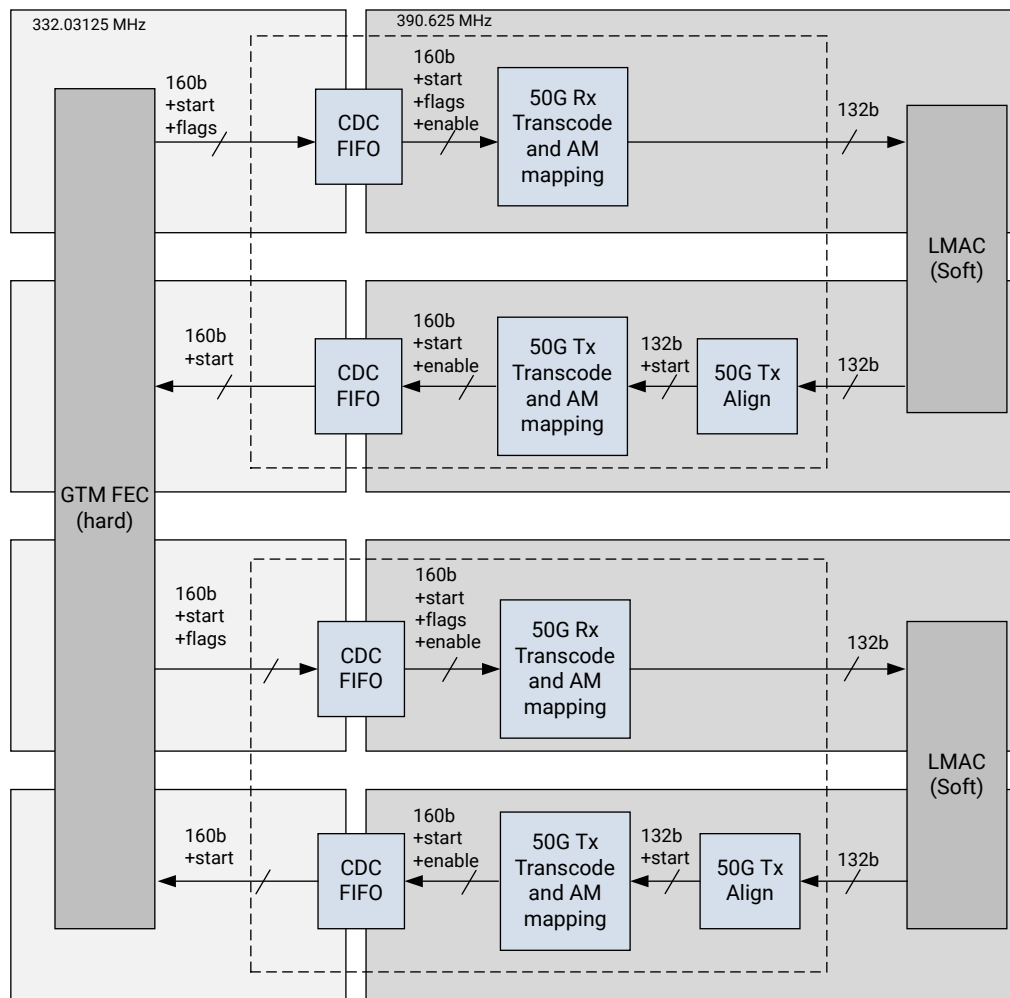 332.03125 MHz
390.625 MHz
160b
+start
+flags
CDC
FIFO
160b
+start
+flags
+enable
50G Rx
Transcode
and AM
mapping
132b
LMAC
(Soft)
160b
+start
CDC
FIFO
160b
+start
+enable
50G Tx
Transcode
and AM
mapping
132b
+start
50G Tx
Align
132b
GTM FEC
(hard)
160b
+start
+flags
CDC
FIFO
160b
+start
+flags
+enable
50G Rx
Transcode
and AM
mapping
132b
LMAC
(Soft)
160b
+start
CDC
FIFO
160b
+start
+enable
50G Tx
Transcode
and AM
mapping
132b
+start
50G Tx
Align
132b